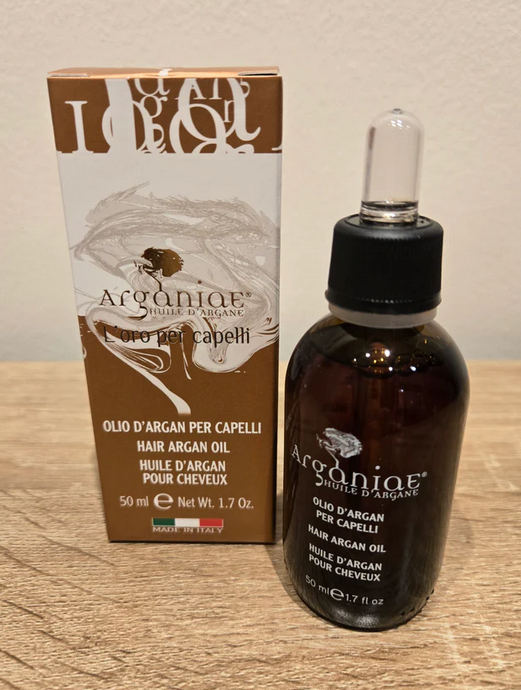 Arganiae®
HUILE D'ARGANE
L'oro per capelli
OLIO D'ARGAN PER CAPELLI
HAIR ARGAN OIL
HUILE D'ARGAN
POUR CHEVEUX
50 ml e Net Wt. 1.7 Oz.
MADE IN ITALY
Arganiae®
HUILE D'ARGANE
OLIO D'ARGAN
PER CAPELLI
HAIR ARGAN OIL
HUILE D'ARGAN
POUR CHEVEUX
50 ml e 1.7 fl oz